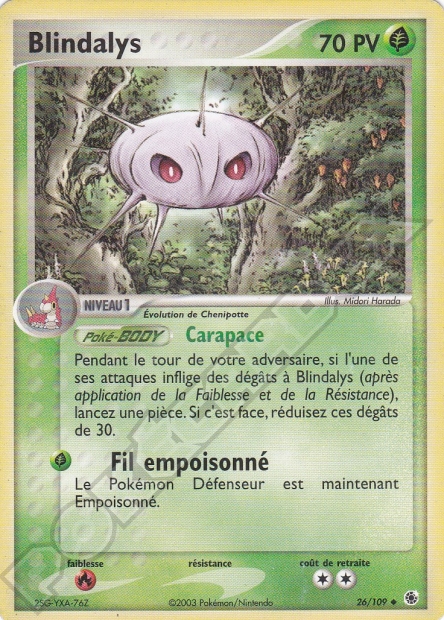 Blindalys 70 PV
Illus. Midori Harada
NIVEAU 1
Évolution de Chenipotte
Poké-BODY Carapace
Pendant le tour de votre adversaire, si l'une de
ses attaques inflige des dégâts à Blindalys (après
application de la Faiblesse et de la Résistance),
lancez une pièce. Si c'est face, réduisez ces dégâts
de 30.
Fil empoisonné
Le Pokémon Défenseur est maintenant
Empoisonné.
faiblesse résistance coût de retraite
2SG-YXA-76Z ©2003 Pokémon/Nintendo 26/109